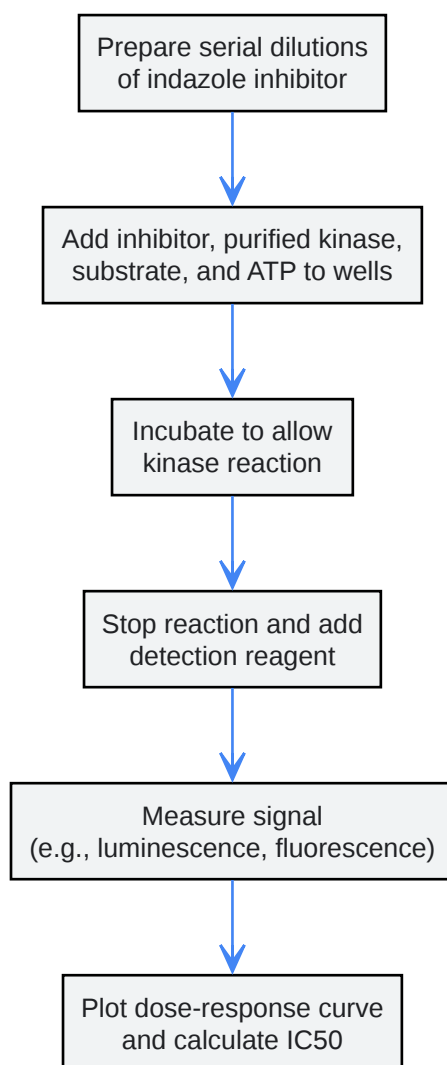 Prepare serial dilutions
of indazole inhibitor
Add inhibitor, purified kinase,
substrate, and ATP to wells
Incubate to allow
kinase reaction
Stop reaction and add
detection reagent
Measure signal
(e.g., luminescence, fluorescence)
Plot dose-response curve
and calculate IC50